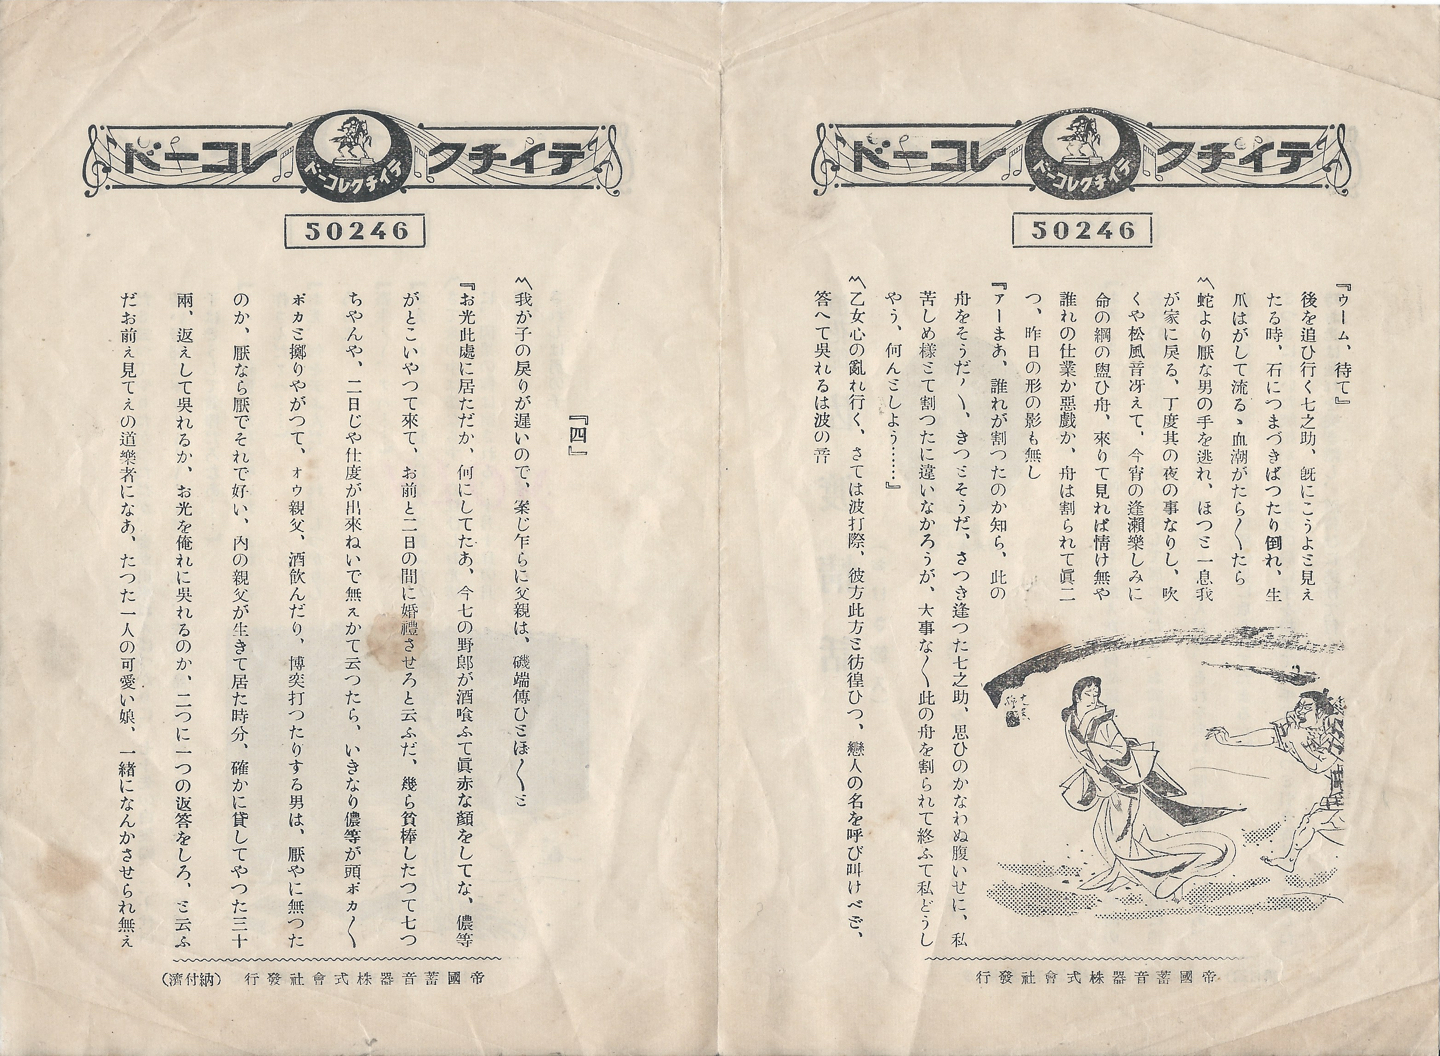 テイチクレコード
テイチクレコード
50246
『ウーム、待て』
後を追ひ行く七之助、旣にこうよと見え
たる時、石につまづきばつたり倒れ、生
爪はがして流るゝ血潮がたら〳〵たら
〽蛇より厭な男の手を逃れ、ほつと一息我
が家に戾る、丁度其の夜の事なりし、吹
くや松風音冴えて、今宵の逢瀬樂しみに
命の綱の盥ひ舟、來りて見れば情け無や
誰れの仕業か惡戲か、舟は割られて眞二
つ、昨日の形の影も無し
『アーまあ、誰れが割つたのか知ら、此の
舟をそうだ〳〵、きつとそうだ、さつき逢つた七之助、思ひのかなわぬ腹いせに、私
苦しめ樣とて割つたに違いなかろうが、大事な〳〵此の舟を割られて終ふて私どうし
やう、何んとしよう……』
〽乙女心の亂れ行く、さては波打際、彼方此方と彷徨ひつ、戀人の名を呼び叫けべど、
答へて吳れるは波の音
帝國蓄音器株式會社發行
テイチクレコード
テイチクレコード
50246
『四』
〽我が子の戾りが遲いので、案じ乍らに父親は、磯端傳ひとほ〳〵と
『お光此處に居ただか、何にしてたあ、今七の野郎が酒喰ふて眞赤な顏をしてな、儂等
がとこいやつて來て、お前と二日の間に婚禮させろと云ふだ、幾ら貧棒したつて七つ
ちやんや、二日じや仕度が出來ねいで無ぇかて云つたら、いきなり儂等が頭ポカ〳〵
ポカと擲りやがつて、オウ親父、酒飮んだり、博奕打つたりする男は、厭やに無つた
のか、厭なら厭でそれで好い、內の親父が生きて居た時分、確かに貸してやつた三十
兩、返ぇして吳れるか、お光を俺れに吳れるのか、二つに一つの返答をしろ、と云ふ
だお前ぇ見てぇの道樂者になあ、たつた一人の可愛い娘、一緖になんかさせられ無ぇ
帝國蓄音器株式會社發行　（納付濟）